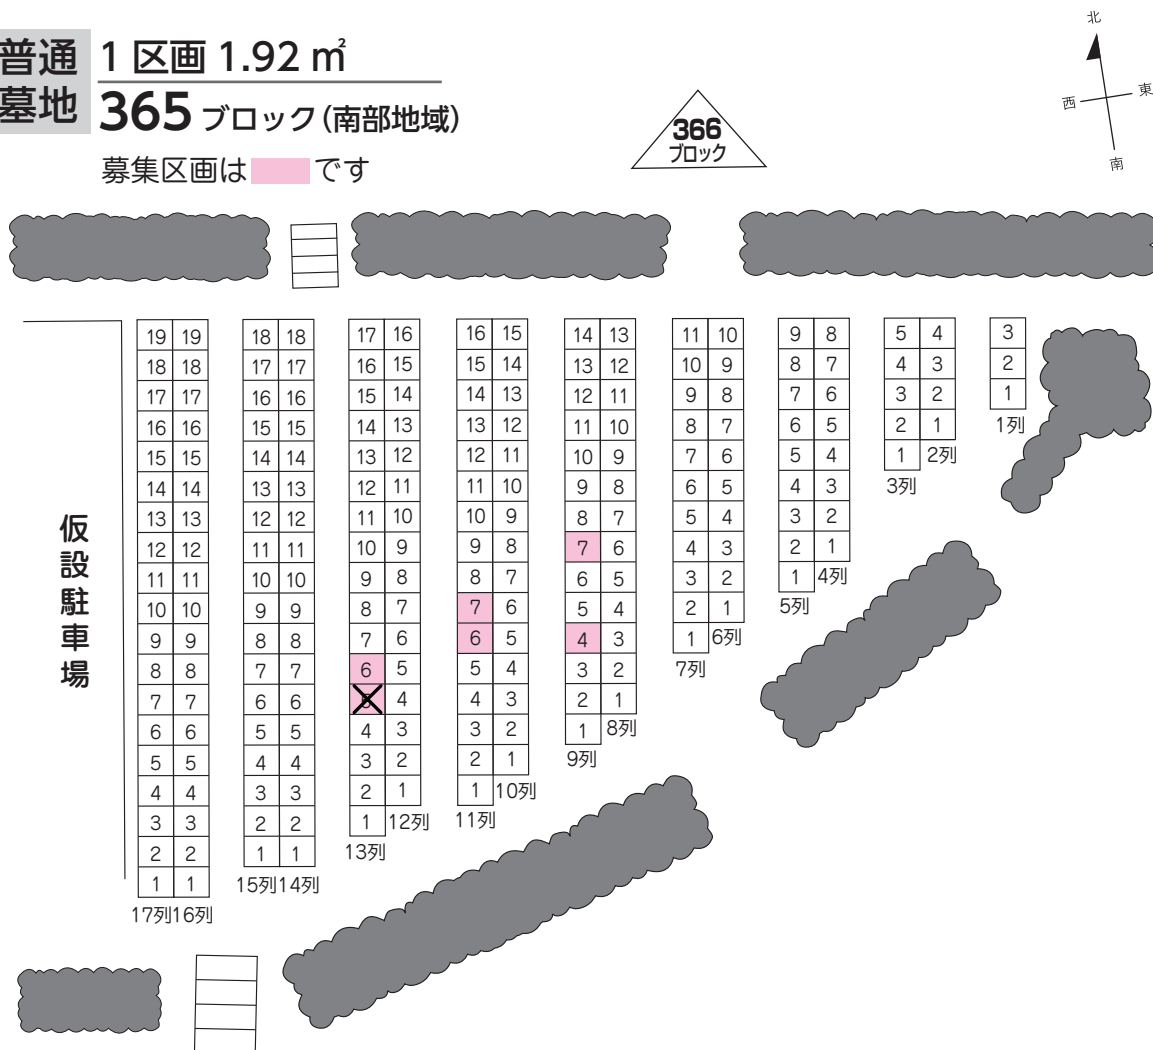 普通
墓地
1 区画 1.92 ㎡
365 ブロック（南部地域）
募集区画は です
366
ブロック
北
西 東
南
19 19 18 18 17 16 16 15 14 13 11 10 9 8 5 4 3
18 18 17 17 16 15 15 14 13 12 10 9 8 7 4 3 2
17 17 16 16 15 14 14 13 12 11 9 8 7 6 3 2 1
16 16 15 15 14 13 13 12 11 10 8 7 6 5 2 1 1列
15 15 14 14 13 12 12 11 10 9 7 6 5 4 1 2列
14 14 13 13 12 11 11 10 9 8 6 5 4 3 3列
13 13 12 12 11 10 10 9 8 7 5 4 3 2
12 12 11 11 10 9 9 8 7 6 4 3 2 1
11 11 10 10 9 8 8 7 6 5 3 2 1 4列
10 10 9 9 8 7 7 6 5 4 2 1 5列
9 9 8 8 7 6 6 5 4 3 1 6列
8 8 7 7 6 5 5 4 3 2 7列
7 7 6 6 4 4 3 2 1
6 6 5 5 4 3 3 2 1 8列
5 5 4 4 3 2 2 1 9列
4 4 3 3 2 1 1 10列
3 3 2 2 1 12列 11列
2 2 1 1 13列
1 1 15列14列
17列16列
仮設駐車場